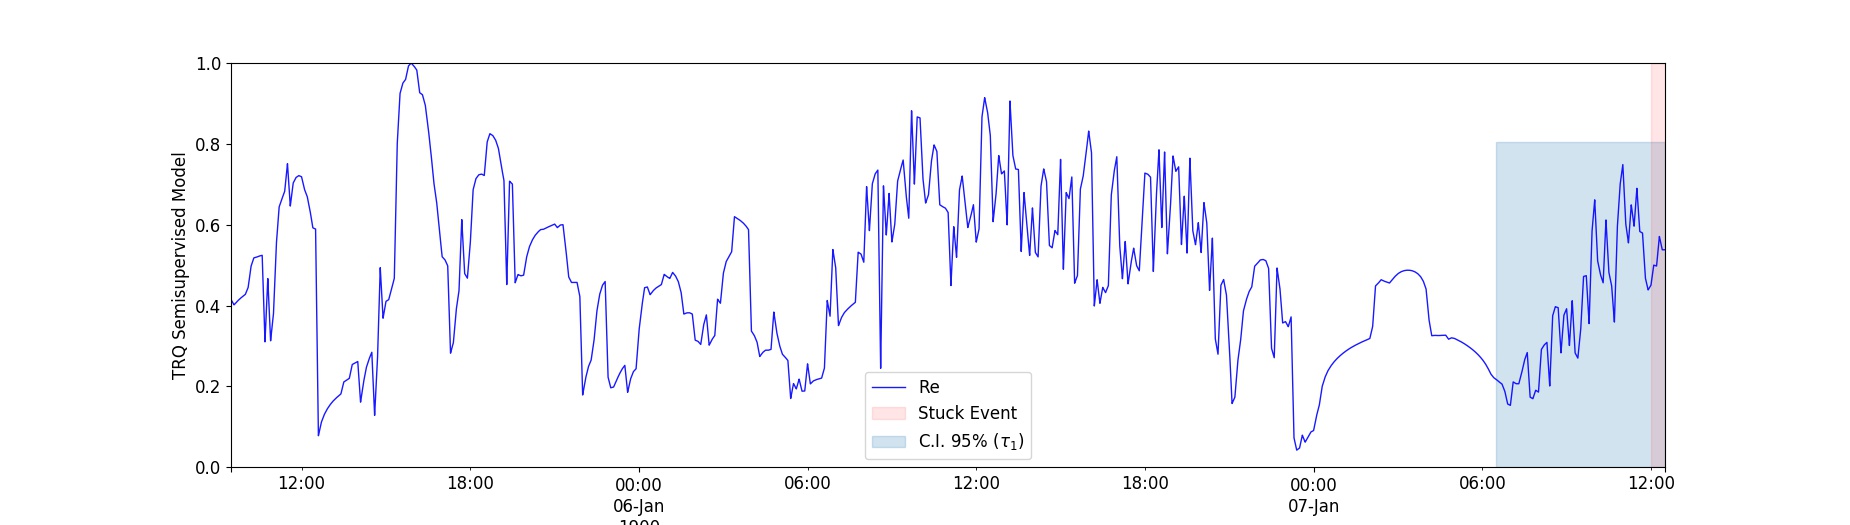 TRQ Semisupervised Model
1.0
0.8
0.6
0.4
0.2
0.0
Re
Stuck Event
C.I. 95% (τ₁)
12:00 18:00 00:00 06:00 12:00 18:00 00:00 06:00 12:00
06-Jan 07-Jan
1900